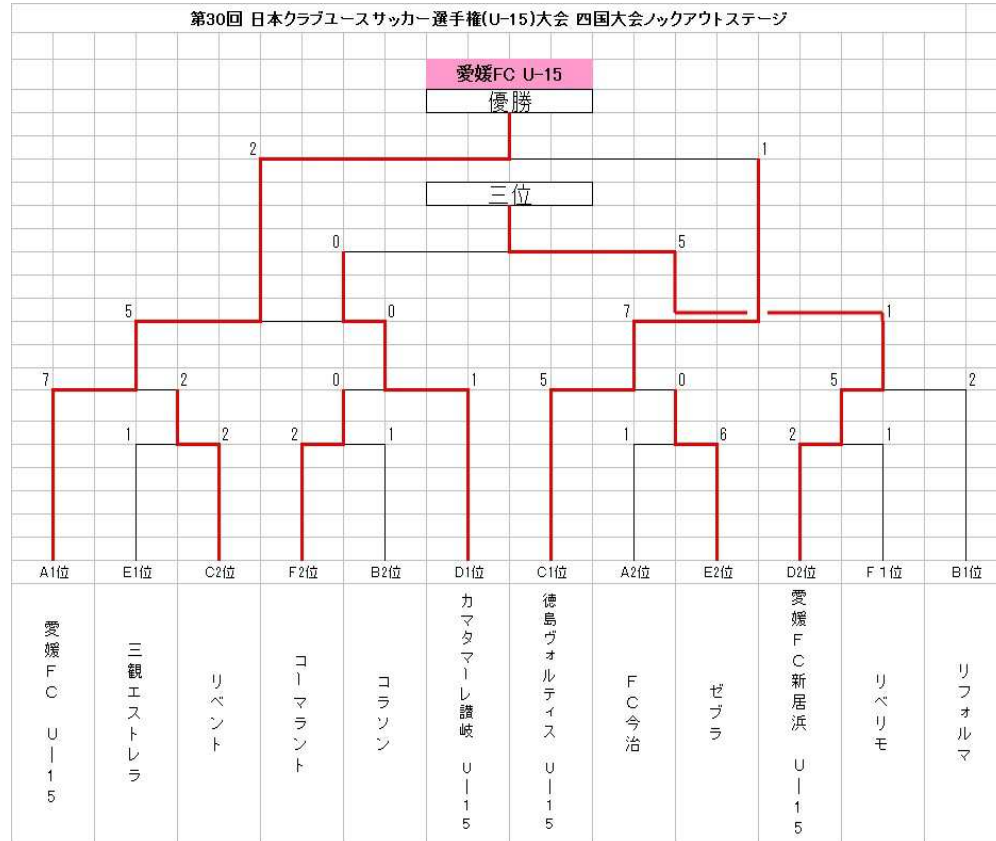 第30回 日本クラブユースサッカー選手権(U-15)大会 四国大会ノックアウトステージ
愛媛FC U-15
優勝
2 1
三位
0 5
5 0 7 1
7 2 0 1 5 0 5 2
1 2 2 1 1 6 2 1
A1位 E1位 C2位 F2位 B2位 D1位 C1位 A2位 E2位 D2位 F1位 B1位
愛媛FC U－15
三観エストレラ
リベント
コーマラント
コラソン
カマタマーレ讃岐 U－15
徳島ヴォルティス U－15
FC今治
ゼブラ
愛媛FC新居浜 U－15
リベリモ
リフォルマ